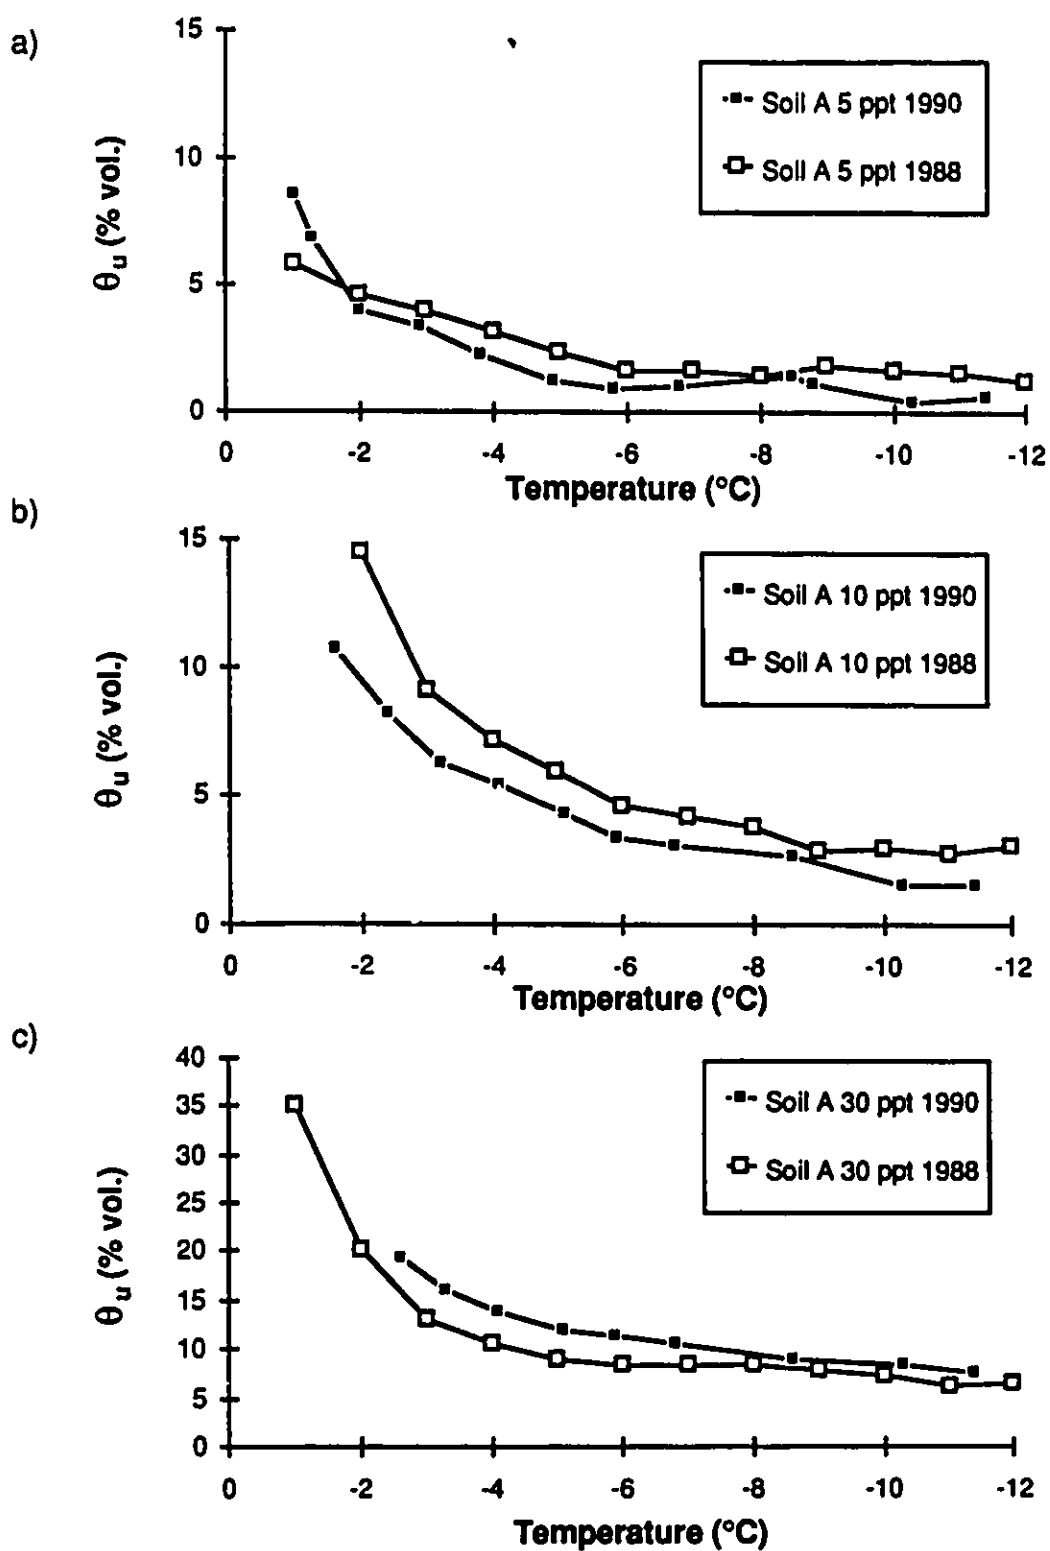 a)
15
10
5
0
θu (% vol.)
Soil A 5 ppt 1990
Soil A 5 ppt 1988
0 -2 -4 -6 -8 -10 -12
Temperature (°C)
b)
15
10
5
0
θu (% vol.)
Soil A 10 ppt 1990
Soil A 10 ppt 1988
0 -2 -4 -6 -8 -10 -12
Temperature (°C)
c)
40
35
30
25
20
15
10
5
0
θu (% vol.)
Soil A 30 ppt 1990
Soil A 30 ppt 1988
0 -2 -4 -6 -8 -10 -12
Temperature (°C)